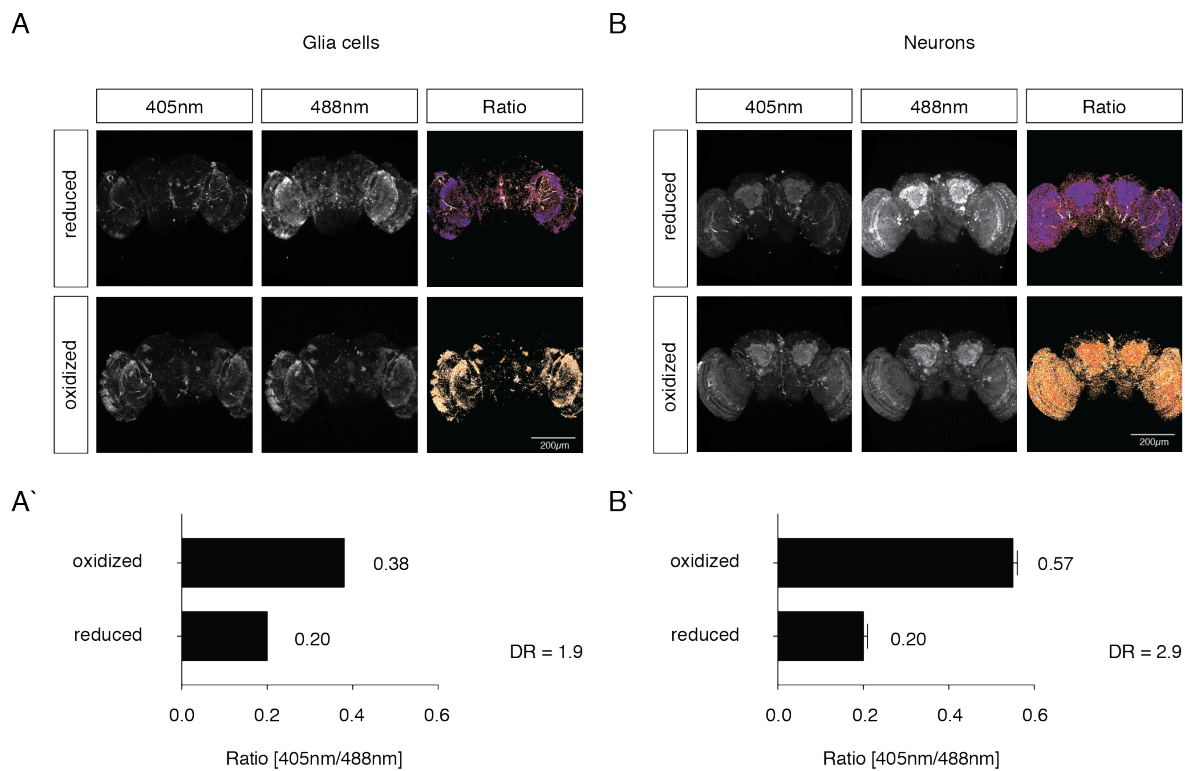 A
B
Glia cells
Neurons
405nm 488nm Ratio
405nm 488nm Ratio
reduced
reduced
oxidized
oxidized
200µm
200µm
A`
B`
oxidized 0.38
reduced 0.20
DR = 1.9
0.0 0.2 0.4 0.6
Ratio [405nm/488nm]
oxidized 0.57
reduced 0.20
DR = 2.9
0.0 0.2 0.4 0.6
Ratio [405nm/488nm]